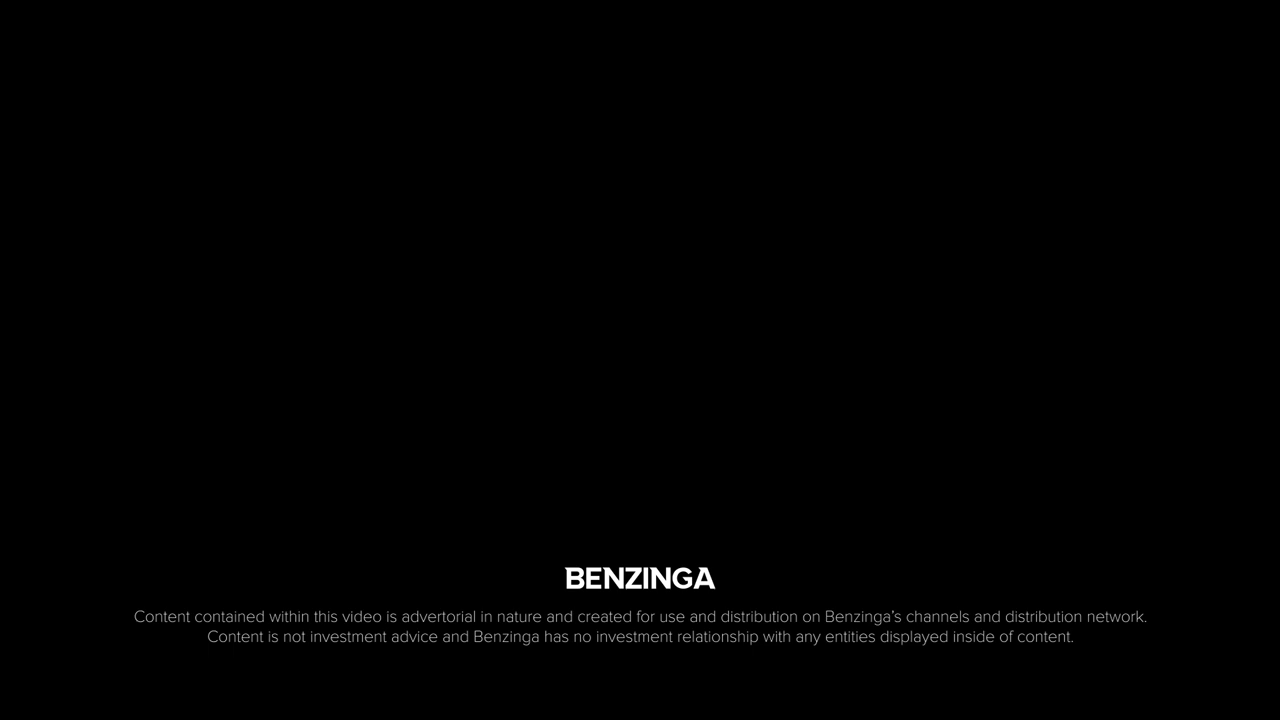 BENZINGA
Content contained within this video is advertorial in nature and created for use and distribution on Benzinga’s channels and distribution network.
Content is not investment advice and Benzinga has no investment relationship with any entities displayed inside of content.